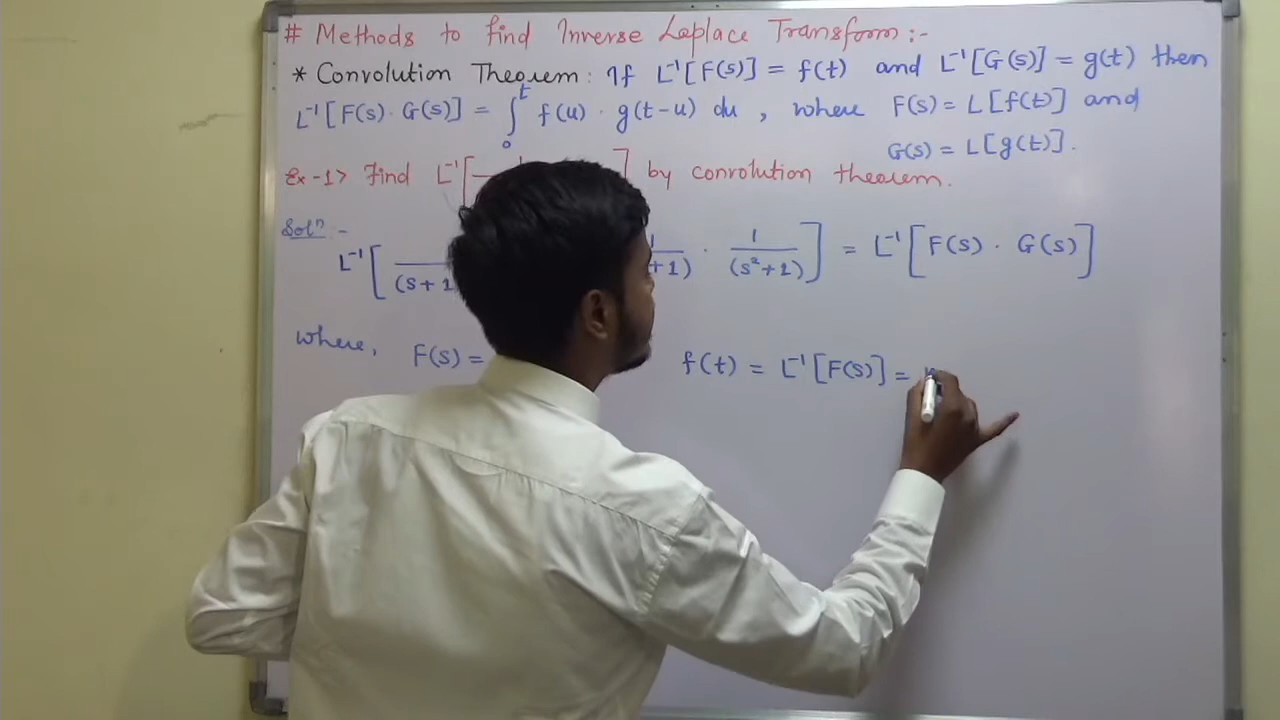 # Methods to find Inverse Laplace Transform :-
* Convolution Theorem : If L⁻¹[F(s)] = f(t) and L⁻¹[G(s)] = g(t) then
L⁻¹[F(s) · G(s)] = ∫₀ᵗ f(u) · g(t-u) du , where F(s) = L[f(t)] and
G(s) = L[g(t)].
Ex-1> Find L⁻¹[ ] by convolution theorem.
Solⁿ :-
L⁻¹[ (s+1 +1) · 1/(s²+1) ] = L⁻¹[F(s) · G(s)]
where, F(s) = f(t) = L⁻¹[F(s)] =